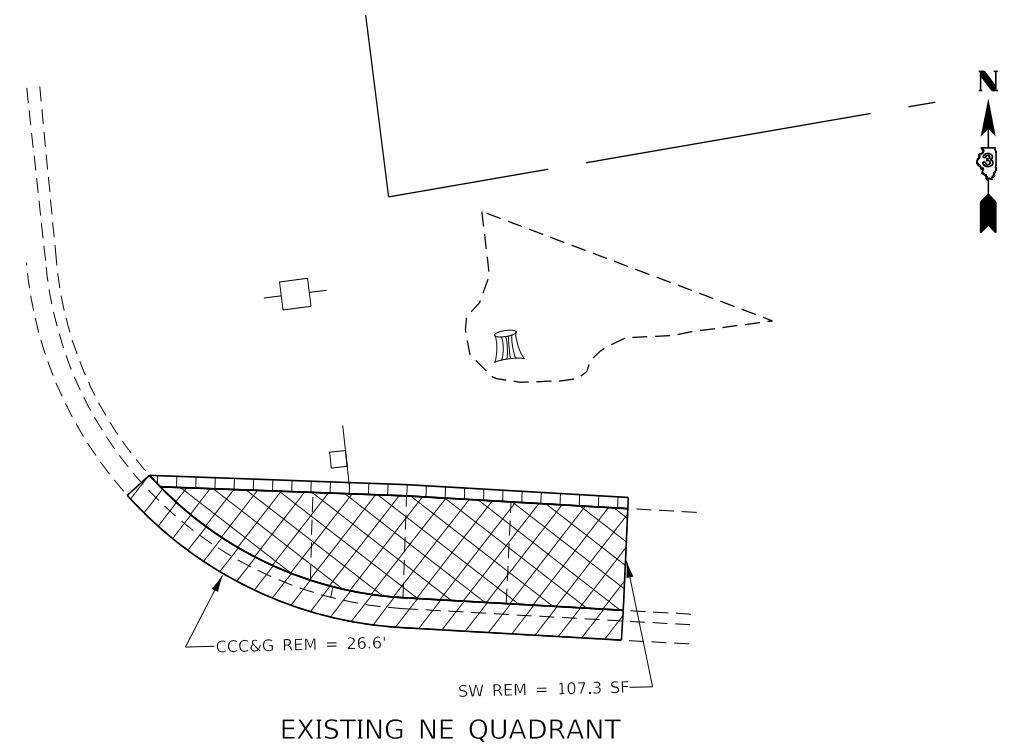 N
3
CCC&G REM = 26.6'
SW REM = 107.3 SF
EXISTING NE QUADRANT